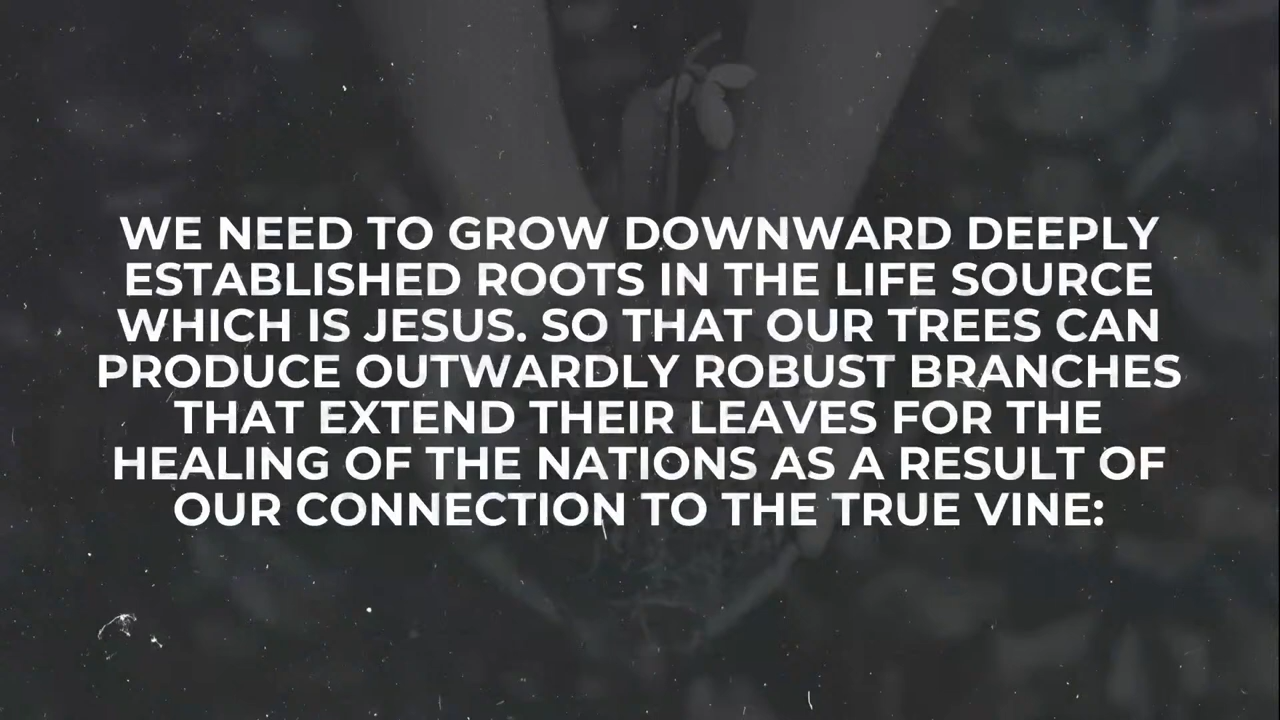 WE NEED TO GROW DOWNWARD DEEPLY
ESTABLISHED ROOTS IN THE LIFE SOURCE
WHICH IS JESUS. SO THAT OUR TREES CAN
PRODUCE OUTWARDLY ROBUST BRANCHES
THAT EXTEND THEIR LEAVES FOR THE
HEALING OF THE NATIONS AS A RESULT OF
OUR CONNECTION TO THE TRUE VINE: